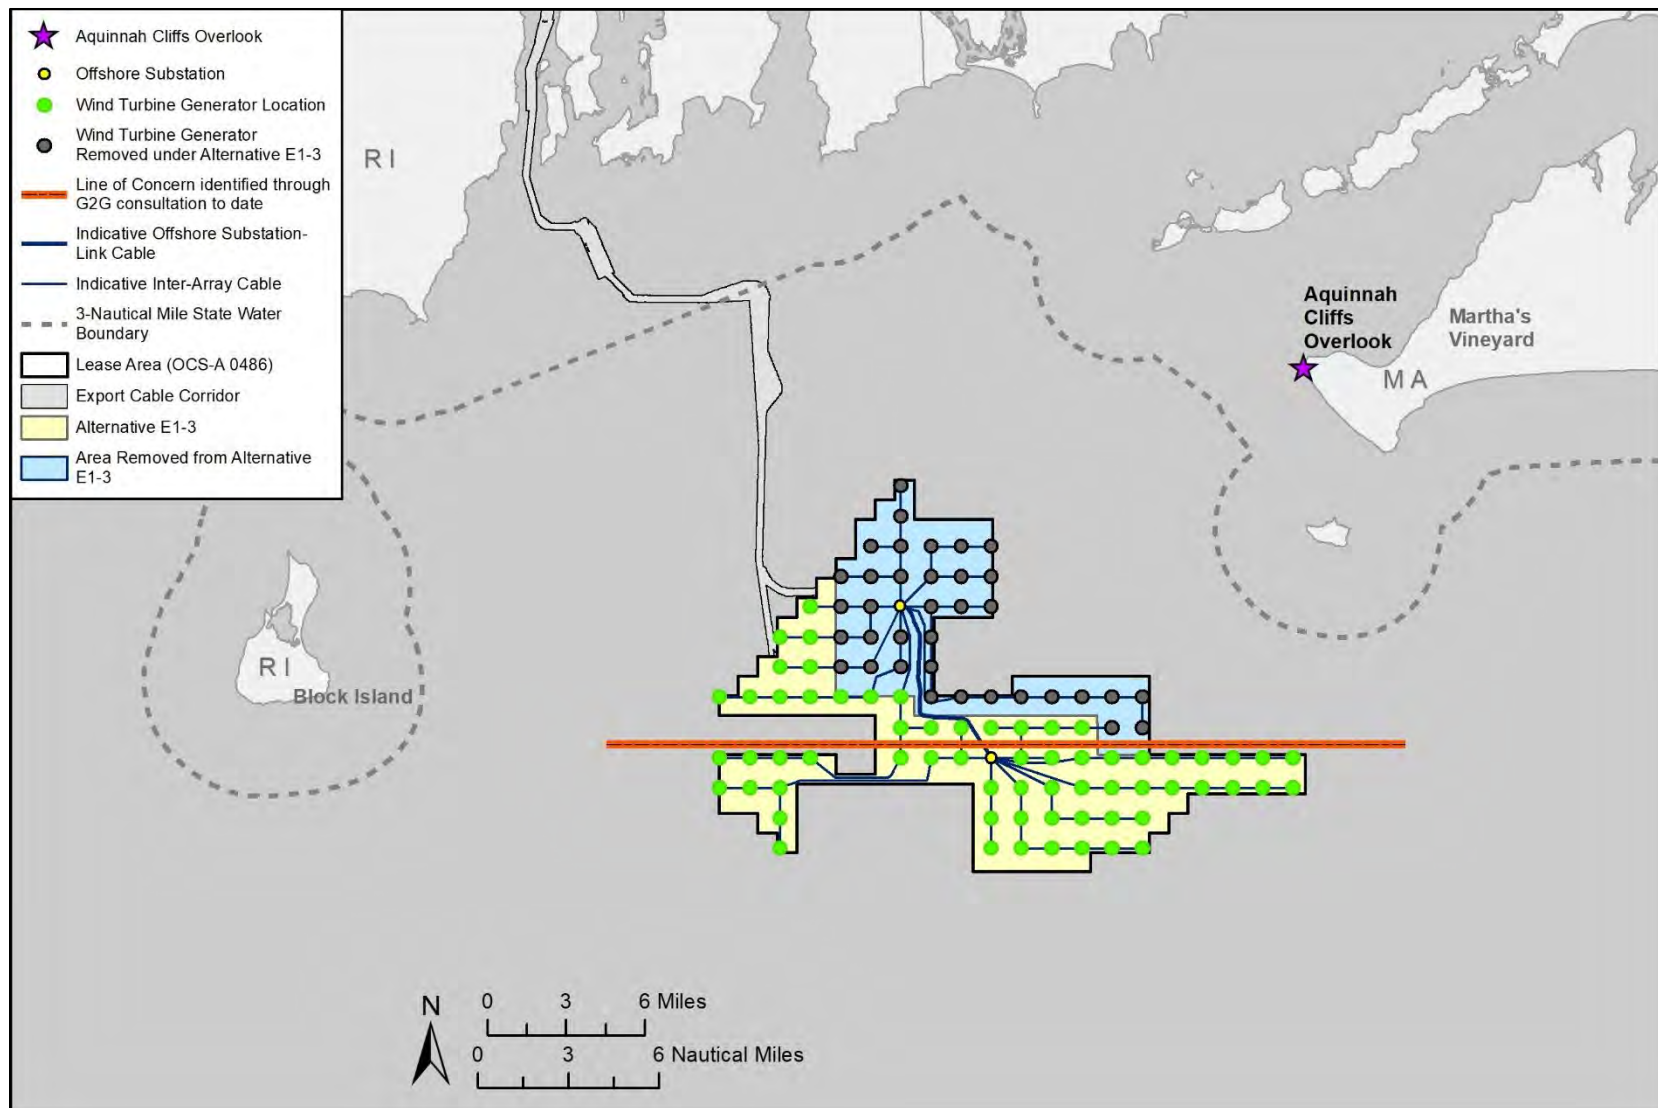 Aquinnah Cliffs Overlook
Offshore Substation
Wind Turbine Generator Location
Wind Turbine Generator
Removed under Alternative E1-3
Line of Concern identified through
G2G consultation to date
Indicative Offshore Substation-
Link Cable
Indicative Inter-Array Cable
3-Nautical Mile State Water
Boundary
Lease Area (OCS-A 0486)
Export Cable Corridor
Alternative E1-3
Area Removed from Alternative
E1-3
RI
Aquinnah
Cliffs
Overlook
Martha's
Vineyard
MA
RI
Block Island
N
0 3 6 Miles
0 3 6 Nautical Miles